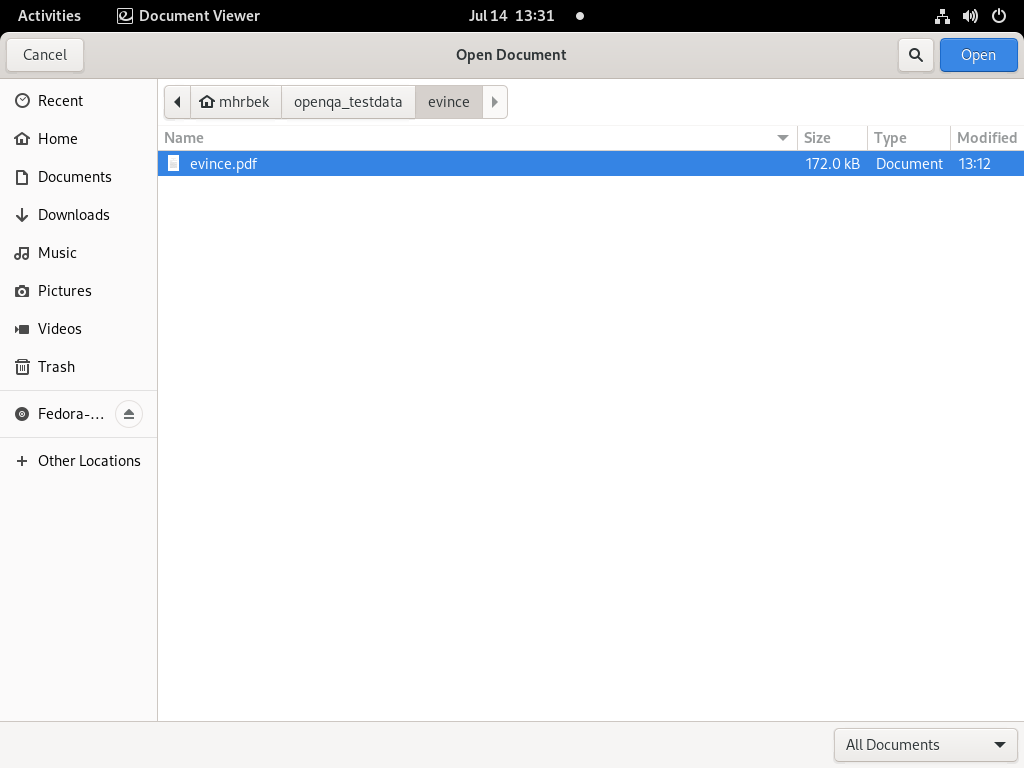 Activities Document Viewer Jul 14 13:31
Cancel Open Document Open
Recent
Home
Documents
Downloads
Music
Pictures
Videos
Trash
Fedora-...
Other Locations
mhrbek openqa_testdata evince
Name Size Type Modified
evince.pdf 172.0 kB Document 13:12
All Documents